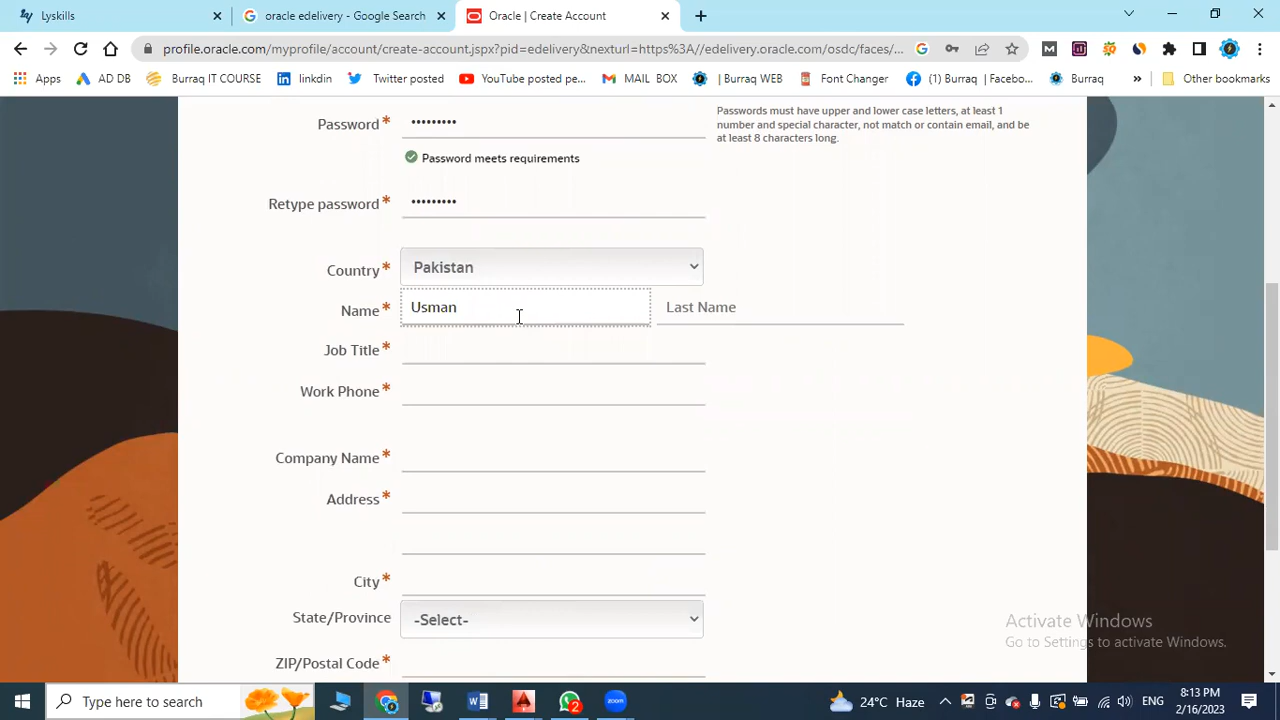 Lyskills
oracle edelivery - Google Search
Oracle | Create Account
profile.oracle.com/myprofile/account/create-account.jspx?pid=edelivery&nexturl=https%3A//edelivery.oracle.com/osdc/faces/...
Apps
AD DB
Burraq IT COURSE
linkdin
Twitter posted
YouTube posted pe...
MAIL BOX
Burraq WEB
Font Changer
(1) Burraq | Facebo...
Burraq
»
Other bookmarks
Password*
•••••••••
Passwords must have upper and lower case letters, at least 1
number and special character, not match or contain email, and be
at least 8 characters long.
Password meets requirements
Retype password*
•••••••••
Country*
Pakistan
Name*
Usman
Last Name
Job Title*
Work Phone*
Company Name*
Address*
City*
State/Province
-Select-
ZIP/Postal Code*
Activate Windows
Go to Settings to activate Windows.
Type here to search
2
zoom
24°C Haze
ENG
8:13 PM
2/16/2023